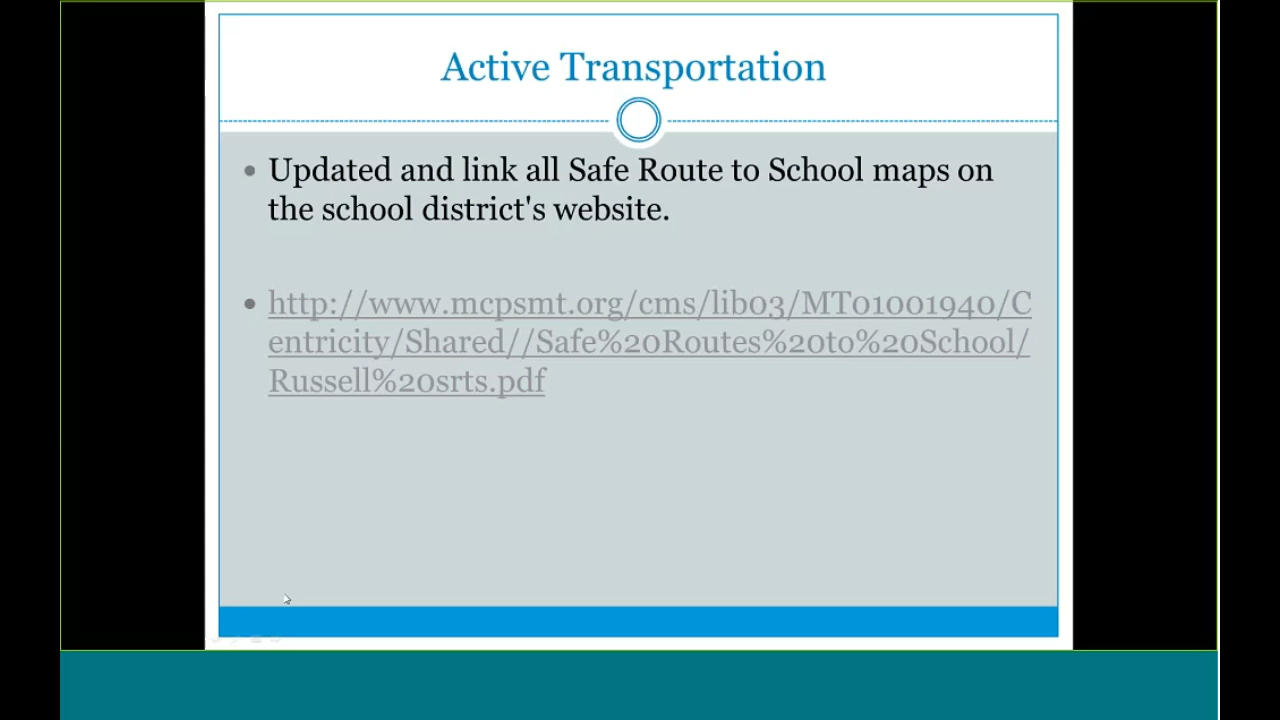 Active Transportation
• Updated and link all Safe Route to School maps on
the school district's website.
• http://www.mcpsmt.org/cms/lib03/MT01001940/C
entricity/Shared//Safe%20Routes%20to%20School/
Russell%20srts.pdf